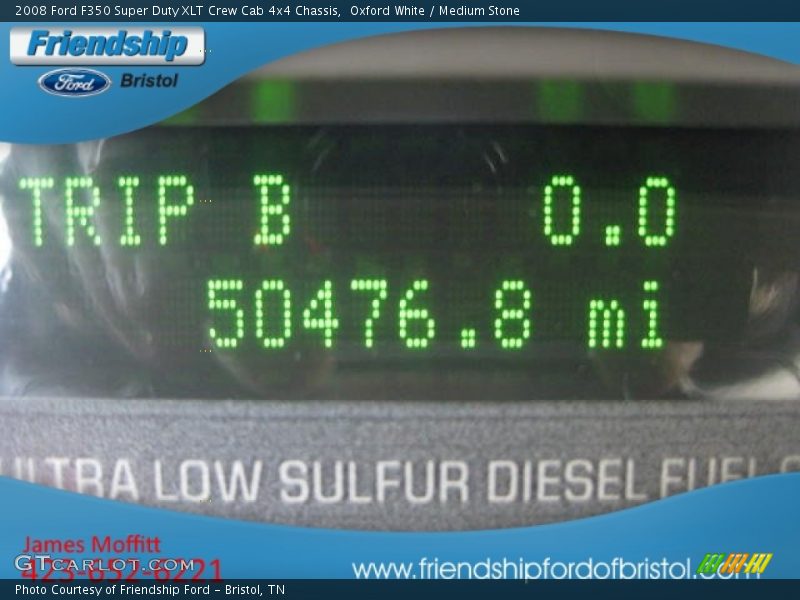 2008 Ford F350 Super Duty XLT Crew Cab 4x4 Chassis, Oxford White / Medium Stone
Friendship
Ford Bristol
TRIP B 0.0
50476.8 mi
ULTRA LOW SULFUR DIESEL FUEL
James Moffitt
GTCARLOT.COM
423-652-6221
www.friendshipfordofbristol.com
Photo Courtesy of Friendship Ford - Bristol, TN